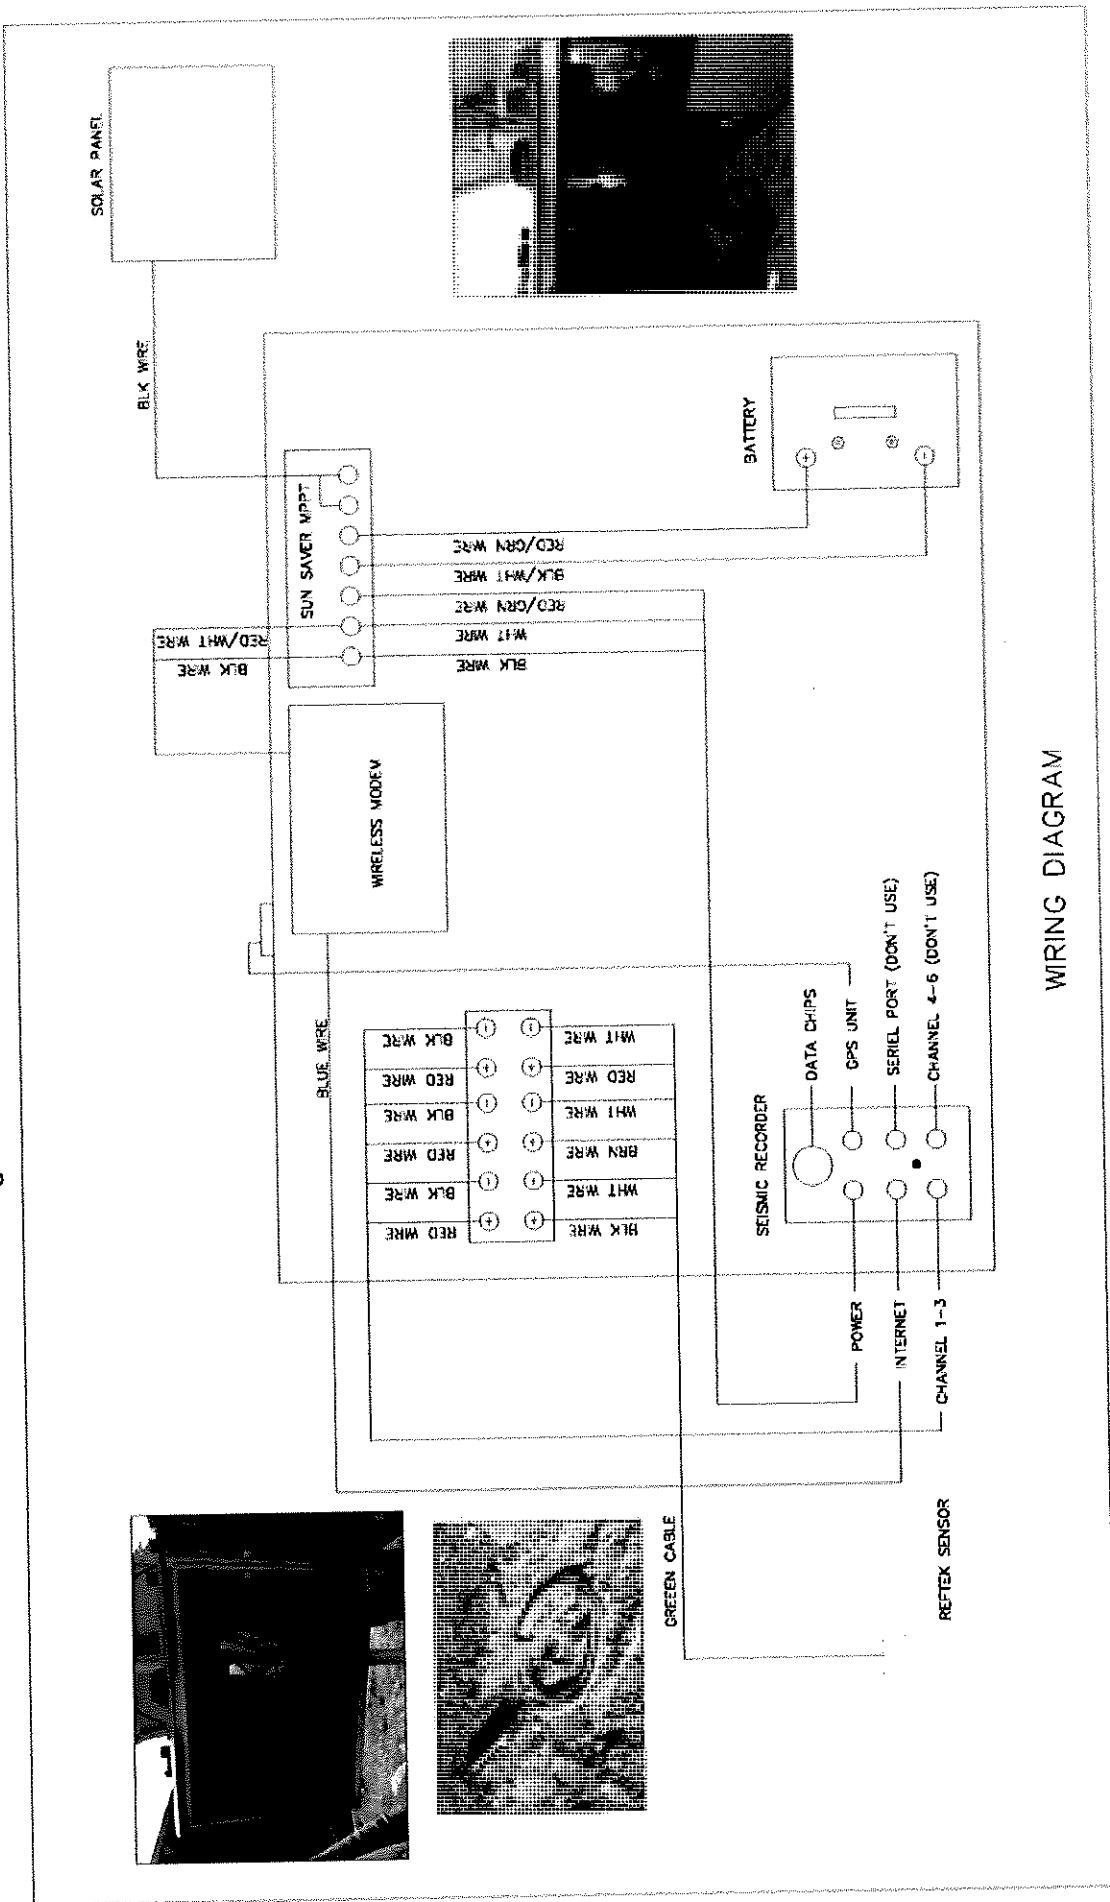 SOLAR PANEL
BLK WIRE
SUN SAVER MPPT
RED/WHT WIRE
BLK WIRE
RED/GRN WIRE
BLK/WHT WIRE
RED/GRN WIRE
WHT WIRE
BLK WIRE
BATTERY
+
-
WIRELESS MODEM
BLUE WIRE
BLK WIRE
RED WIRE
BLK WIRE
RED WIRE
BLK WIRE
RED WIRE
WHT WIRE
RED WIRE
WHT WIRE
BRN WIRE
WHT WIRE
BLK WIRE
SEISMIC RECORDER
DATA CHIPS
GPS UNIT
SERIEL PORT (DON'T USE)
CHANNEL 4-6 (DON'T USE)
POWER
INTERNET
CHANNEL 1-3
GREEEN CABLE
REFTEK SENSOR
WIRING DIAGRAM